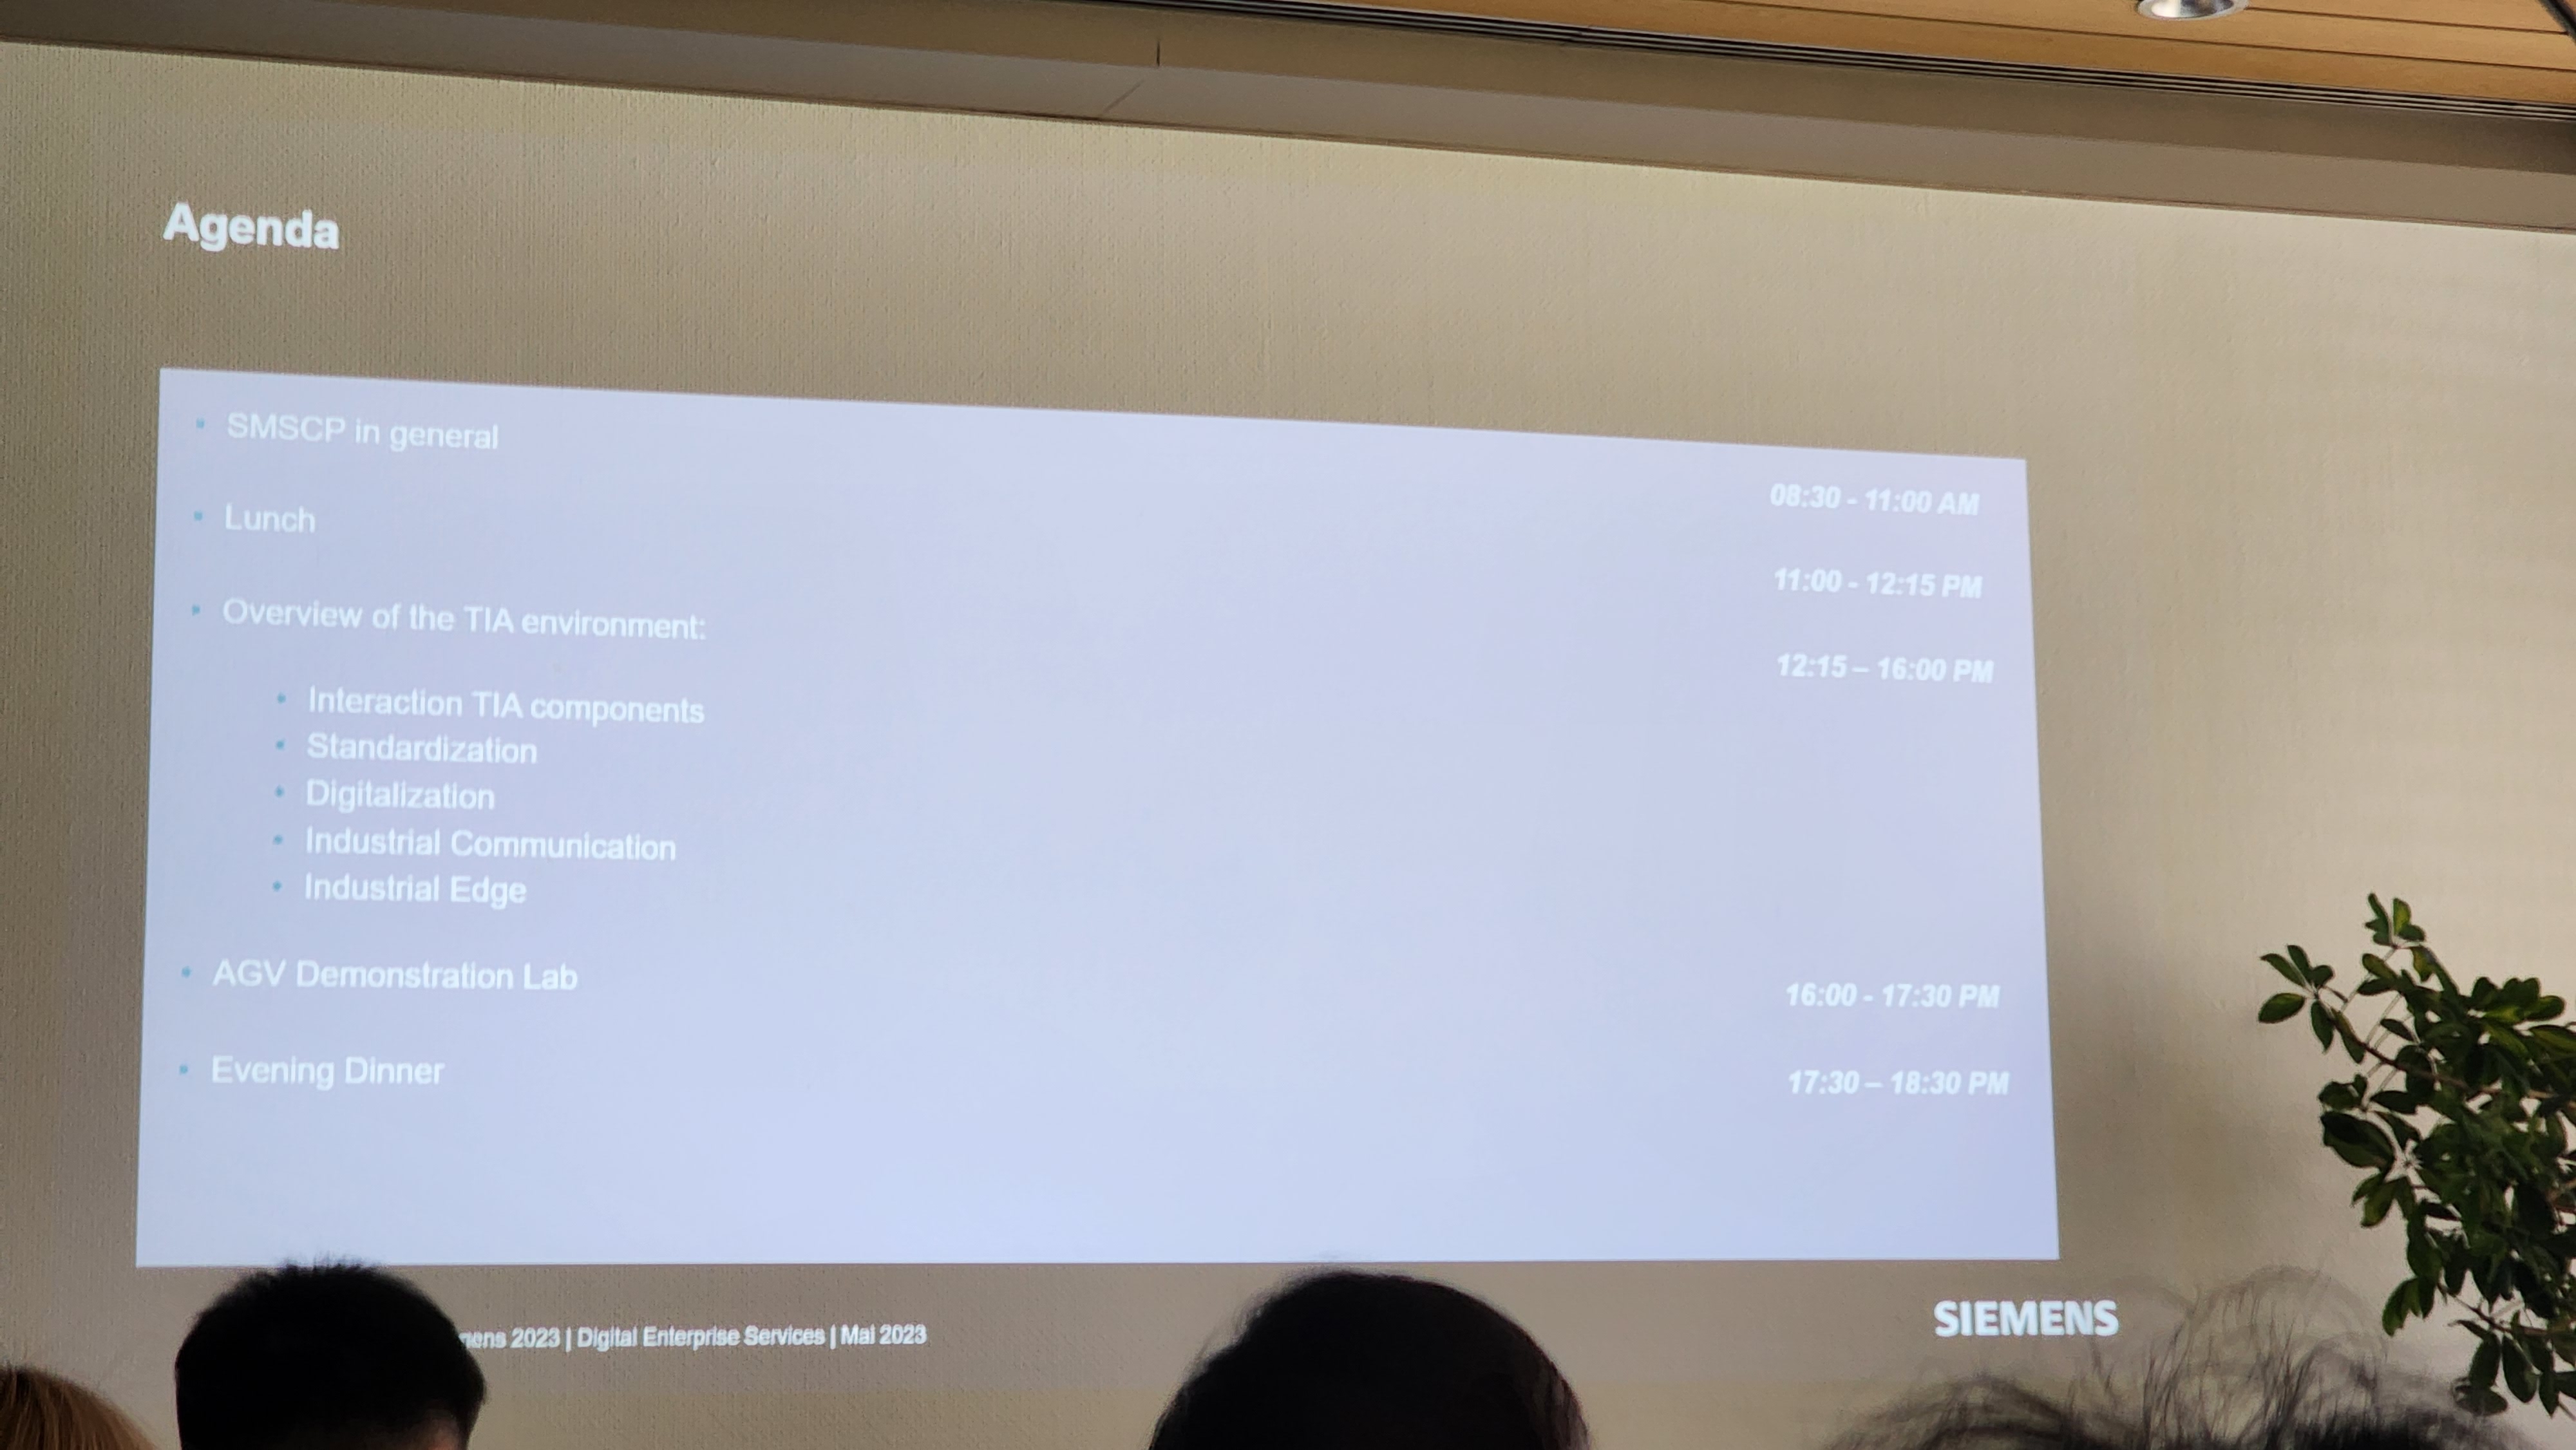 Agenda
SMSCP in general
08:30 - 11:00 AM
Lunch
11:00 - 12:15 PM
Overview of the TIA environment:
12:15 – 16:00 PM
Interaction TIA components
Standardization
Digitalization
Industrial Communication
Industrial Edge
AGV Demonstration Lab
16:00 - 17:30 PM
Evening Dinner
17:30 – 18:30 PM
2023 | Digital Enterprise Services | Mai 2023
SIEMENS